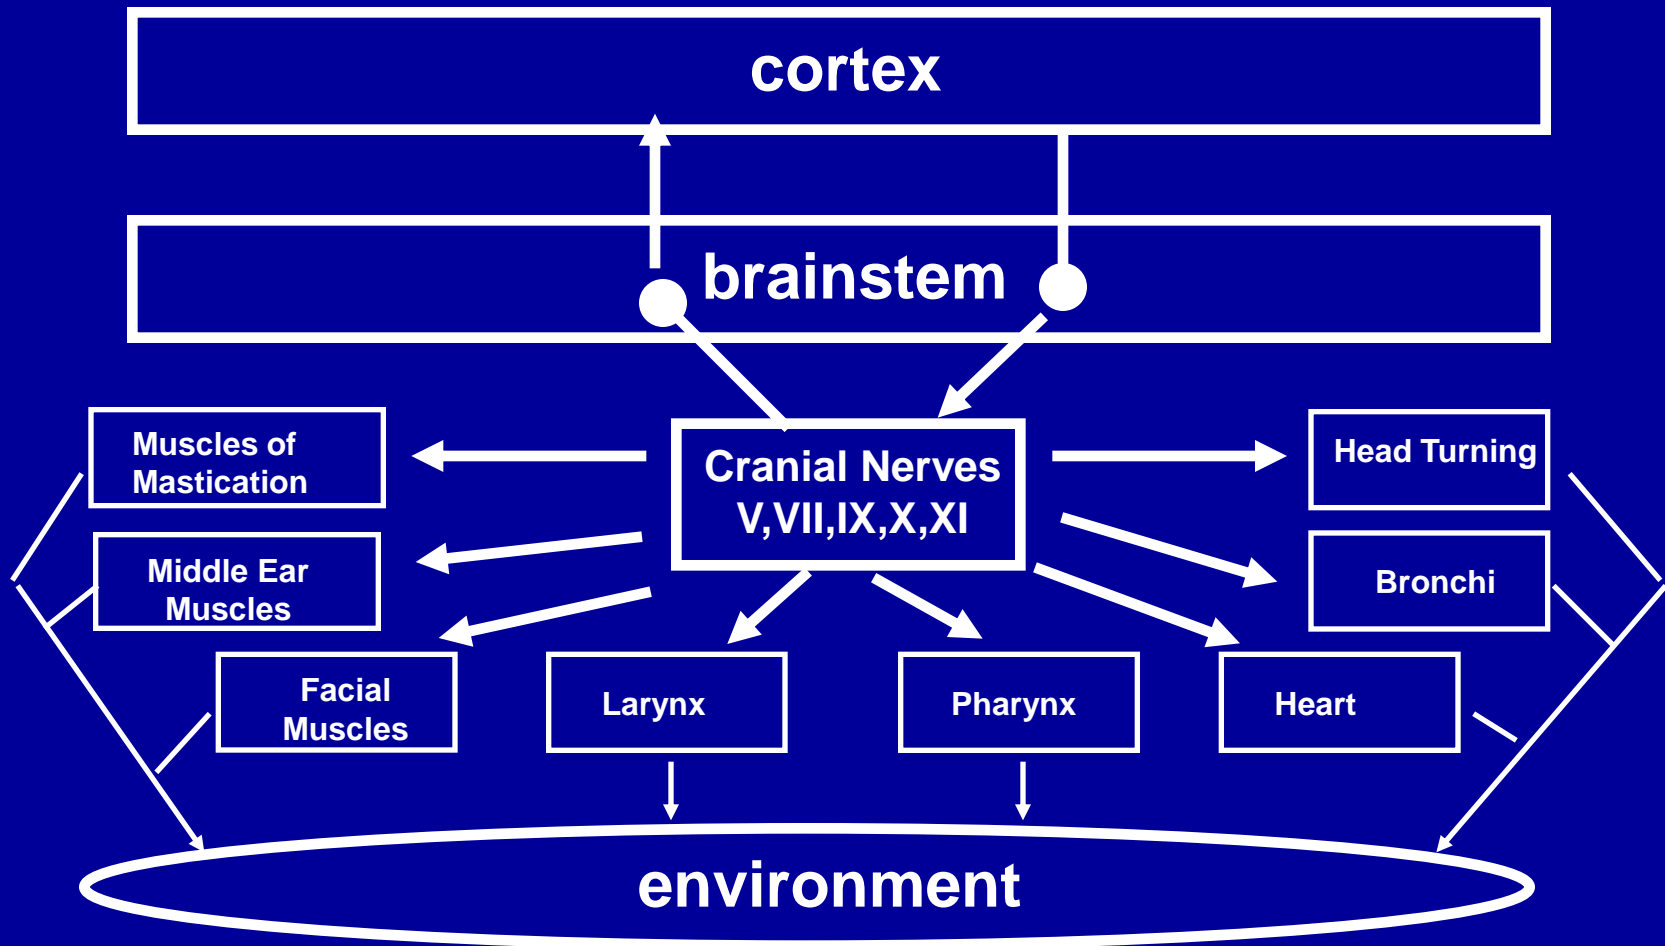 cortex
brainstem
Muscles of
Mastication
Cranial Nerves
V,VII,IX,X,XI
Head Turning
Middle Ear
Muscles
Bronchi
Facial
Muscles
Larynx
Pharynx
Heart
environment